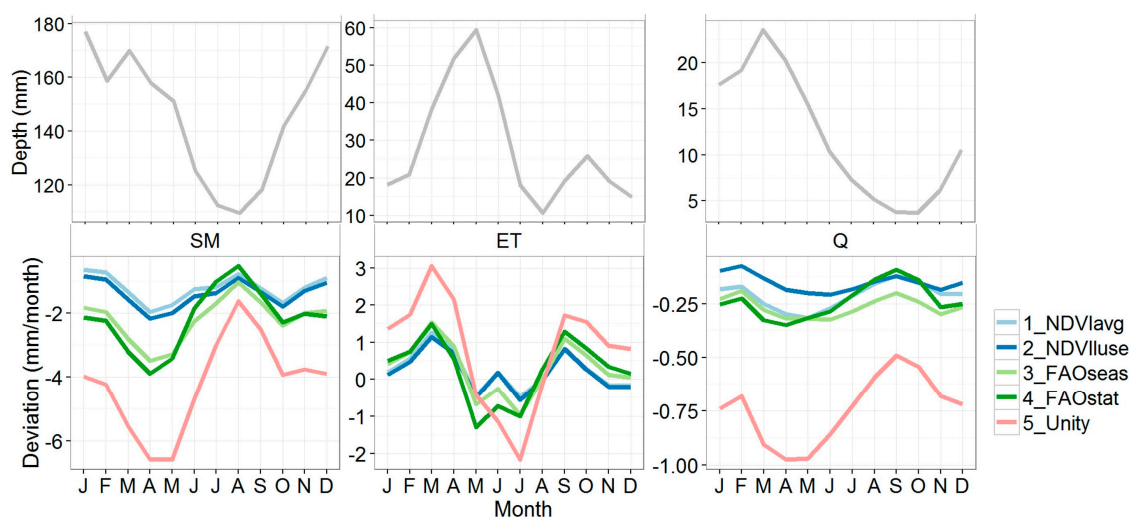 Depth (mm)
180
160
140
120
60
50
40
30
20
10
20
15
10
5
SM
ET
Q
Deviation (mm/month)
-2
-4
-6
3
2
1
0
-1
-2
-0.25
-0.50
-0.75
-1.00
J F M A M J J A S O N D
J F M A M J J A S O N D
J F M A M J J A S O N D
Month
1_NDVIavg
2_NDVIluse
3_FAOseas
4_FAOstat
5_Unity